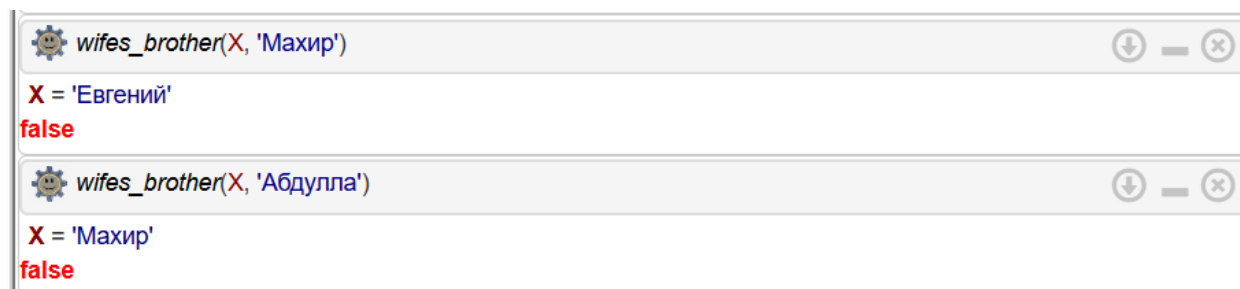 wifes_brother(X, 'Махир')
X = 'Евгений'
false
wifes_brother(X, 'Абдулла')
X = 'Махир'
false